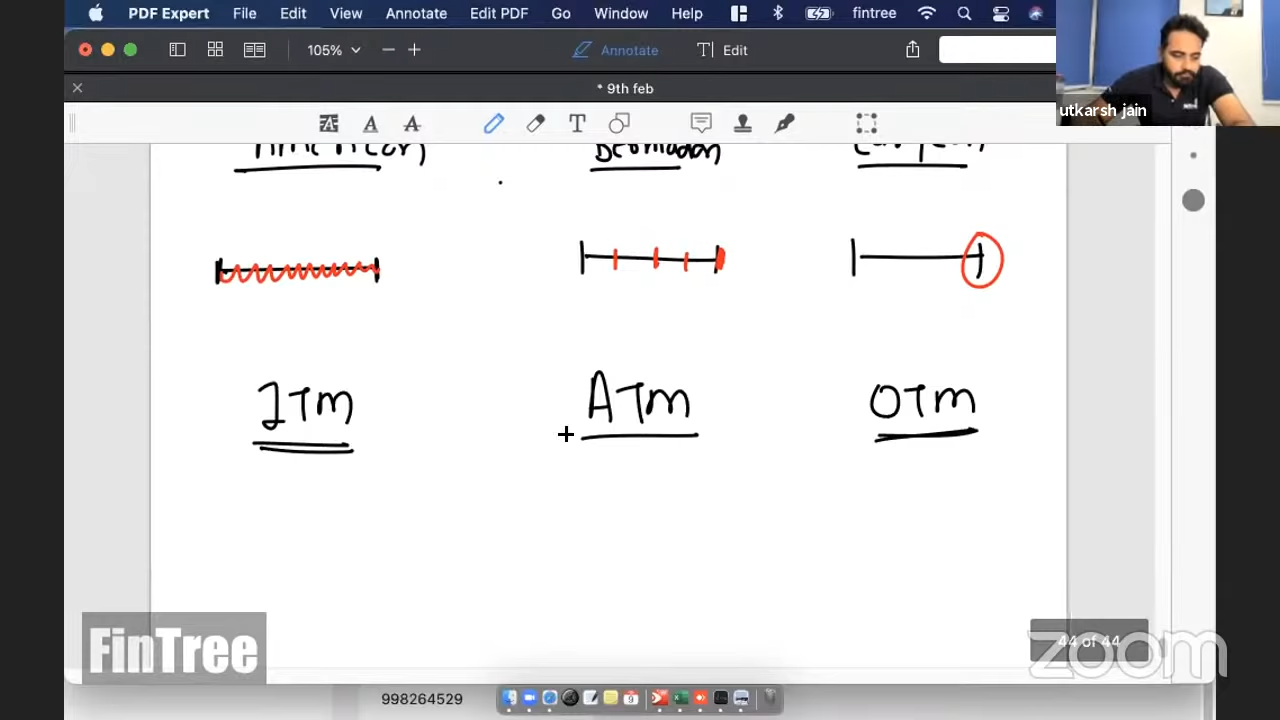 PDF Expert File Edit View Annotate Edit PDF Go Window Help fintree
105% Annotate T Edit
* 9th feb
utkarsh jain
ITm ATm OTm
FinTree
44 of 44
zoom
998264529